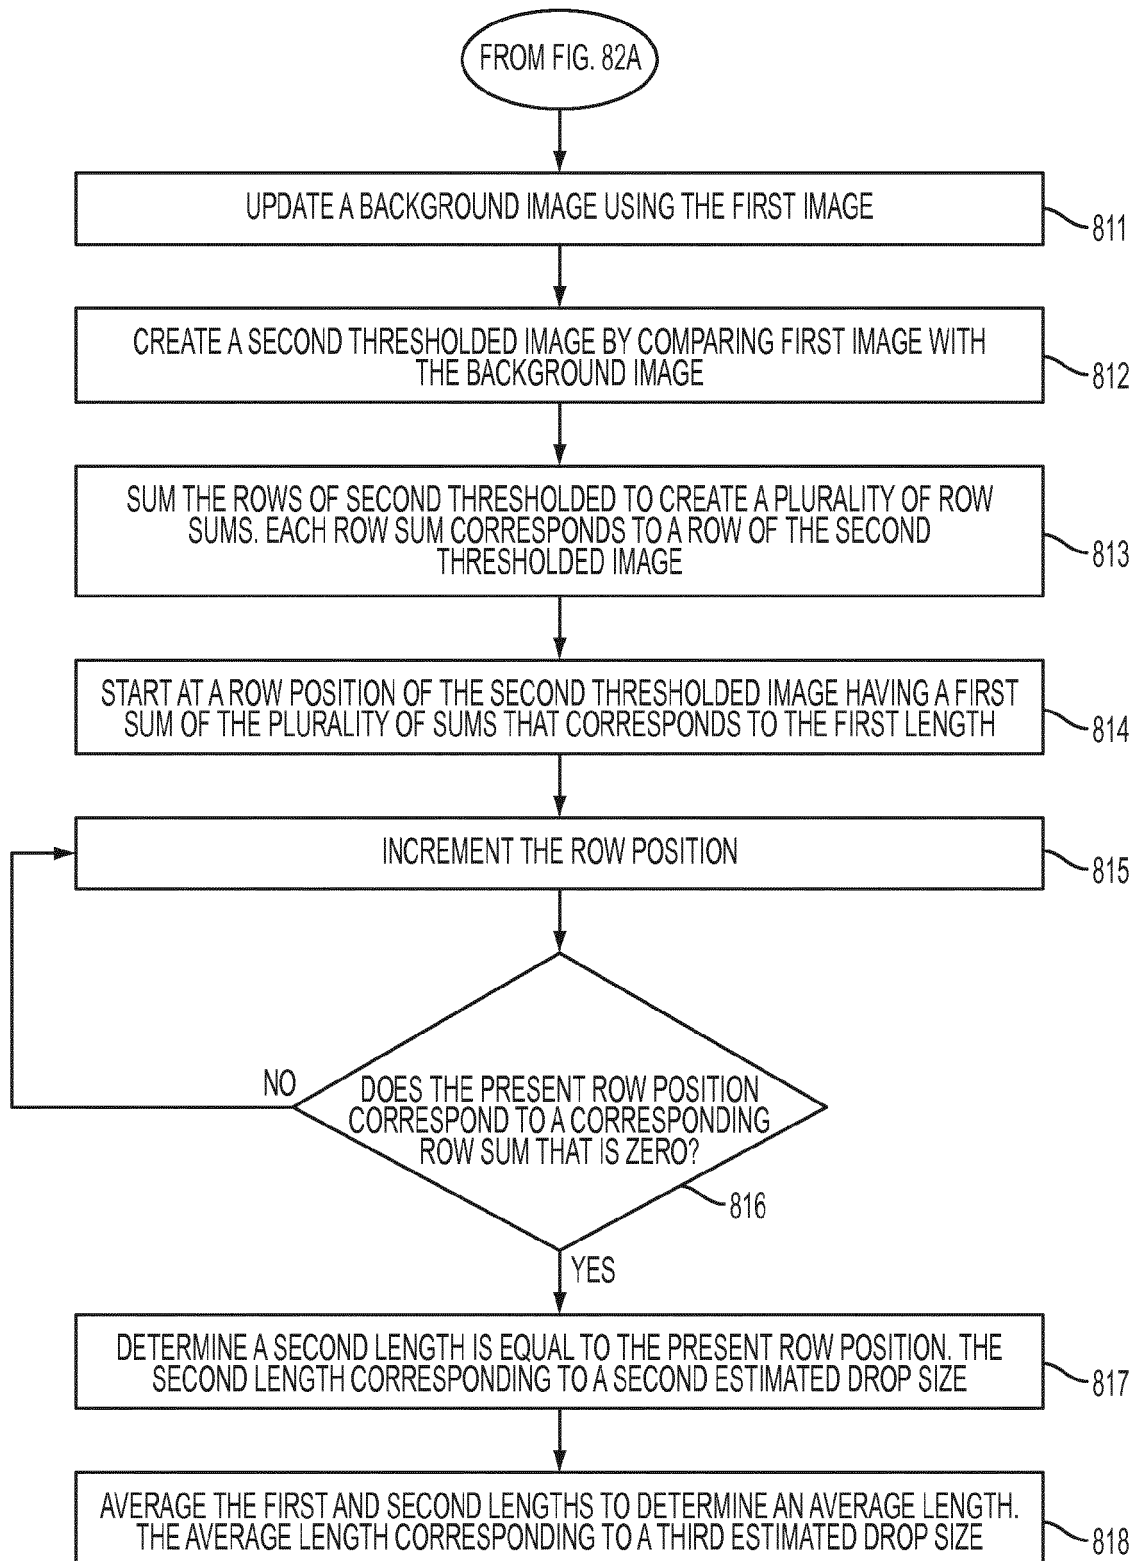 FROM FIG. 82A
UPDATE A BACKGROUND IMAGE USING THE FIRST IMAGE
811
CREATE A SECOND THRESHOLDED IMAGE BY COMPARING FIRST IMAGE WITH
THE BACKGROUND IMAGE
812
SUM THE ROWS OF SECOND THRESHOLDED TO CREATE A PLURALITY OF ROW
SUMS. EACH ROW SUM CORRESPONDS TO A ROW OF THE SECOND
THRESHOLDED IMAGE
813
START AT A ROW POSITION OF THE SECOND THRESHOLDED IMAGE HAVING A FIRST
SUM OF THE PLURALITY OF SUMS THAT CORRESPONDS TO THE FIRST LENGTH
814
INCREMENT THE ROW POSITION
815
NO
DOES THE PRESENT ROW POSITION
CORRESPOND TO A CORRESPONDING
ROW SUM THAT IS ZERO?
816
YES
DETERMINE A SECOND LENGTH IS EQUAL TO THE PRESENT ROW POSITION. THE
SECOND LENGTH CORRESPONDING TO A SECOND ESTIMATED DROP SIZE
817
AVERAGE THE FIRST AND SECOND LENGTHS TO DETERMINE AN AVERAGE LENGTH.
THE AVERAGE LENGTH CORRESPONDING TO A THIRD ESTIMATED DROP SIZE
818